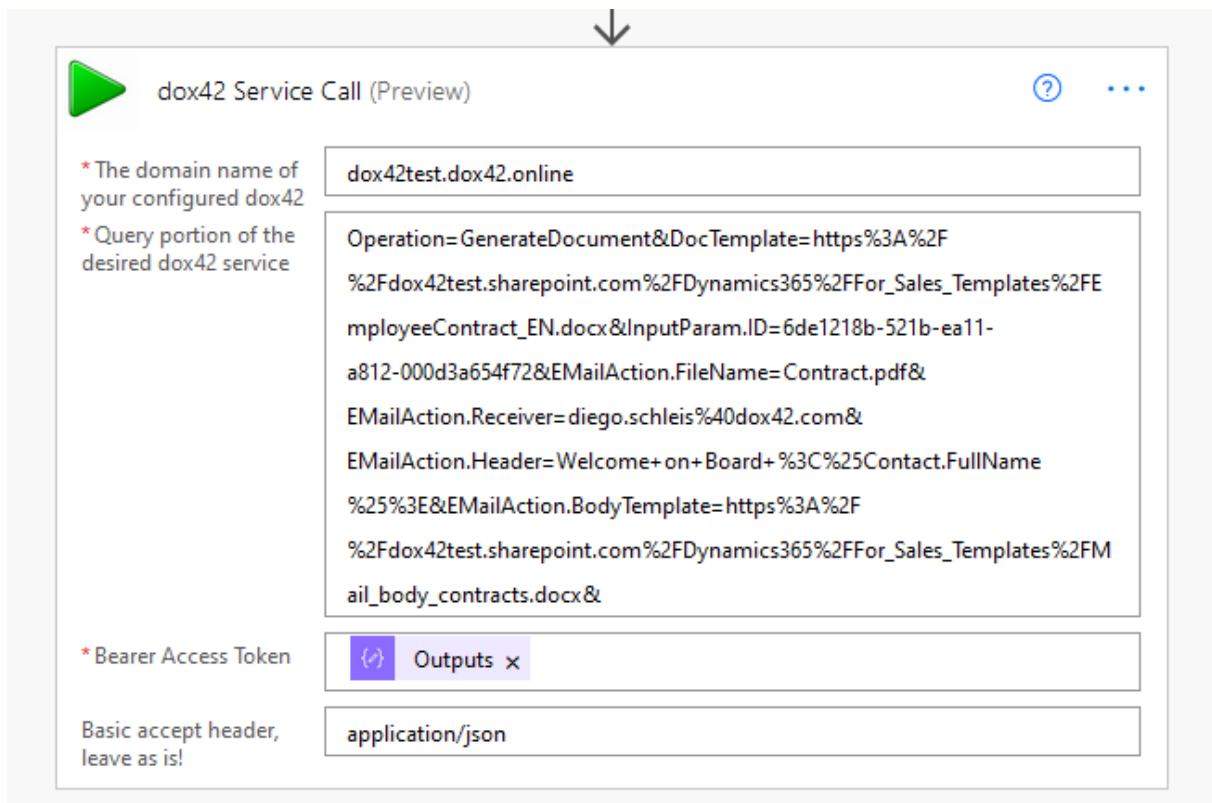 dox42 Service Call (Preview)
* The domain name of
your configured dox42
dox42test.dox42.online
* Query portion of the
desired dox42 service
Operation=GenerateDocument&DocTemplate=https%3A%2F
%2Fdox42test.sharepoint.com%2FDynamics365%2FFor_Sales_Templates%2FE
mployeeContract_EN.docx&InputParam.ID=6de1218b-521b-ea11-
a812-000d3a654f72&EMailAction.FileName=Contract.pdf&
EMailAction.Receiver=diego.schleis%40dox42.com&
EMailAction.Header=Welcome+on+Board+%3C%25Contact.FullName
%25%3E&EMailAction.BodyTemplate=https%3A%2F
%2Fdox42test.sharepoint.com%2FDynamics365%2FFor_Sales_Templates%2FM
ail_body_contracts.docx&
* Bearer Access Token
Outputs ×
Basic accept header,
leave as is!
application/json